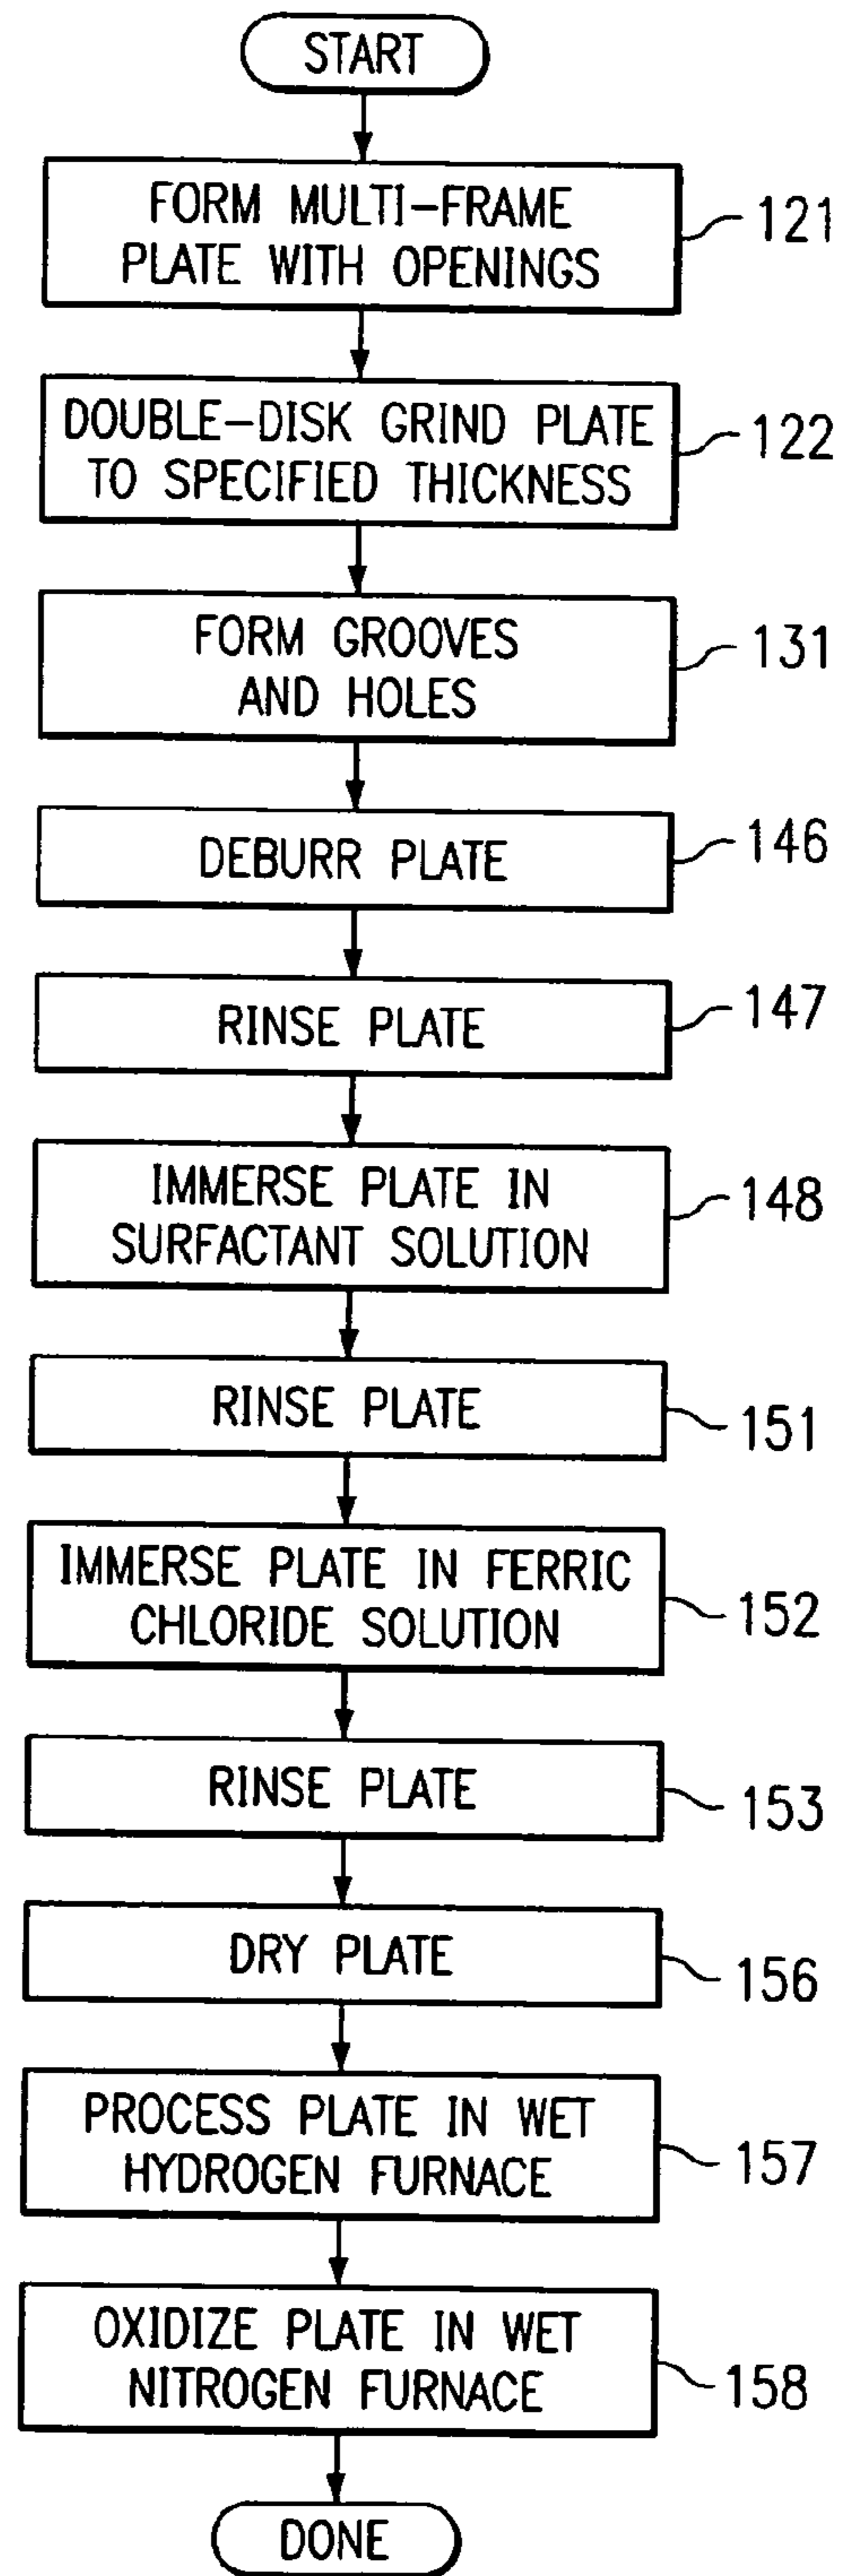 START
FORM MULTI-FRAME
PLATE WITH OPENINGS
121
DOUBLE-DISK GRIND PLATE
TO SPECIFIED THICKNESS
122
FORM GROOVES
AND HOLES
131
DEBURR PLATE
146
RINSE PLATE
147
IMMERSE PLATE IN
SURFACTANT SOLUTION
148
RINSE PLATE
151
IMMERSE PLATE IN FERRIC
CHLORIDE SOLUTION
152
RINSE PLATE
153
DRY PLATE
156
PROCESS PLATE IN WET
HYDROGEN FURNACE
157
OXIDIZE PLATE IN WET
NITROGEN FURNACE
158
DONE